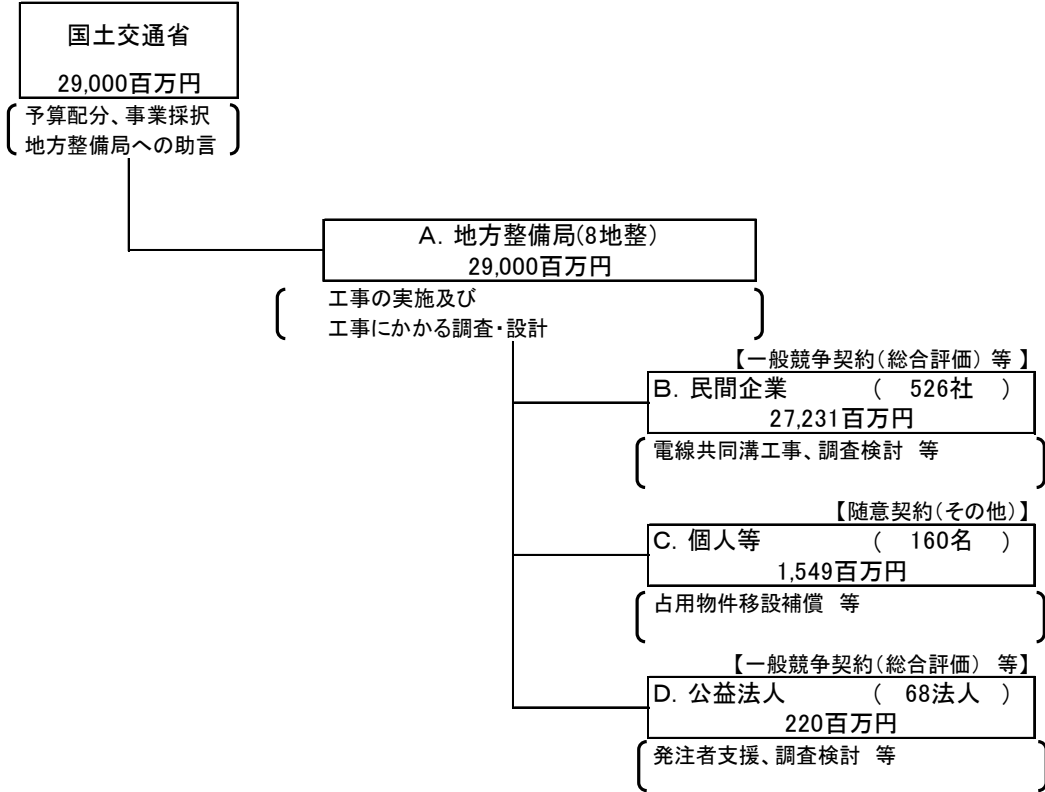 国土交通省
29,000百万円
予算配分、事業採択
地方整備局への助言
A. 地方整備局(8地整)
29,000百万円
工事の実施及び
工事にかかる調査・設計
【一般競争契約(総合評価) 等 】
B. 民間企業 ( 526社 )
27,231百万円
電線共同溝工事、調査検討 等
【随意契約(その他)】
C. 個人等 ( 160名 )
1,549百万円
占用物件移設補償 等
【一般競争契約(総合評価) 等】
D. 公益法人 ( 68法人 )
220百万円
発注者支援、調査検討 等